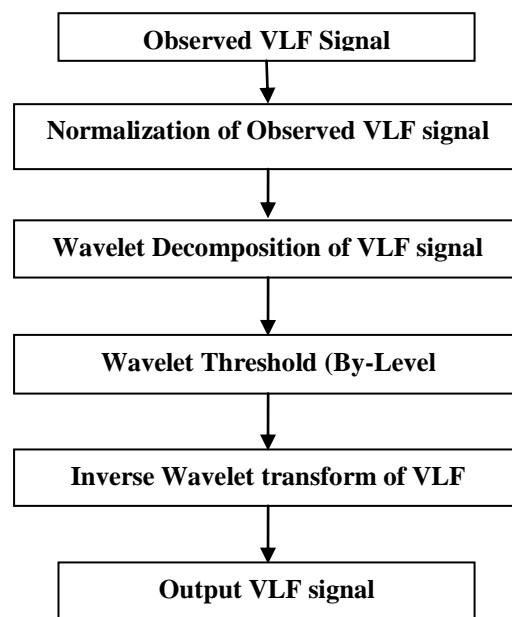 Observed VLF Signal
Normalization of Observed VLF signal
Wavelet Decomposition of VLF signal
Wavelet Threshold (By-Level
Inverse Wavelet transform of VLF
Output VLF signal